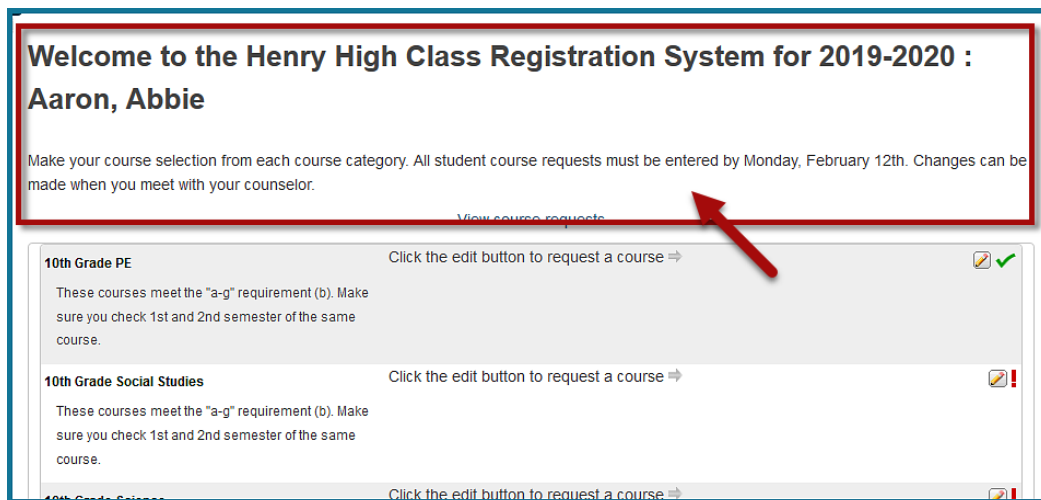 Welcome to the Henry High Class Registration System for 2019-2020 :
Aaron, Abbie
Make your course selection from each course category. All student course requests must be entered by Monday, February 12th. Changes can be
made when you meet with your counselor.
View course requests
10th Grade PE
Click the edit button to request a course ⇒
These courses meet the "a-g" requirement (b). Make
sure you check 1st and 2nd semester of the same
course.
10th Grade Social Studies
Click the edit button to request a course ⇒
These courses meet the "a-g" requirement (b). Make
sure you check 1st and 2nd semester of the same
course.
10th Grade Science
Click the edit button to request a course ⇒